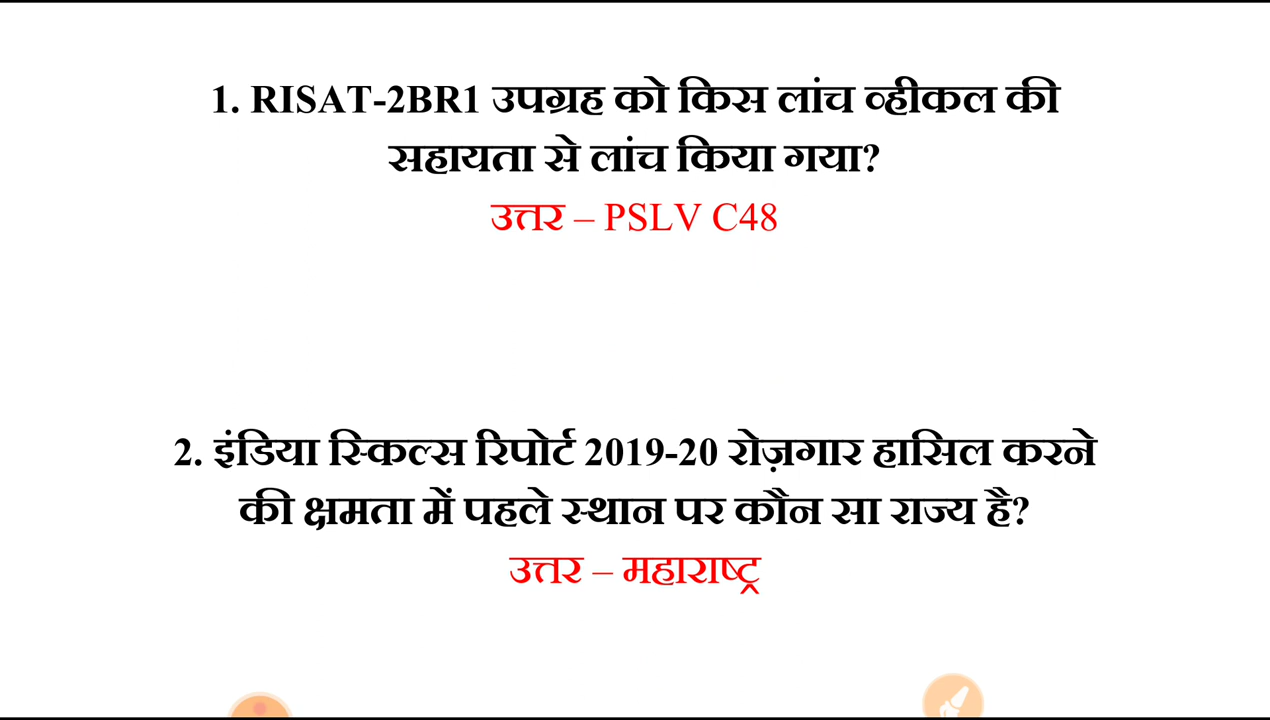 1. RISAT-2BR1 उपग्रह को किस लांच व्हीकल की
सहायता से लांच किया गया?
उत्तर – PSLV C48
2. इंडिया स्किल्स रिपोर्ट 2019-20 रोज़गार हासिल करने
की क्षमता में पहले स्थान पर कौन सा राज्य है?
उत्तर – महाराष्ट्र